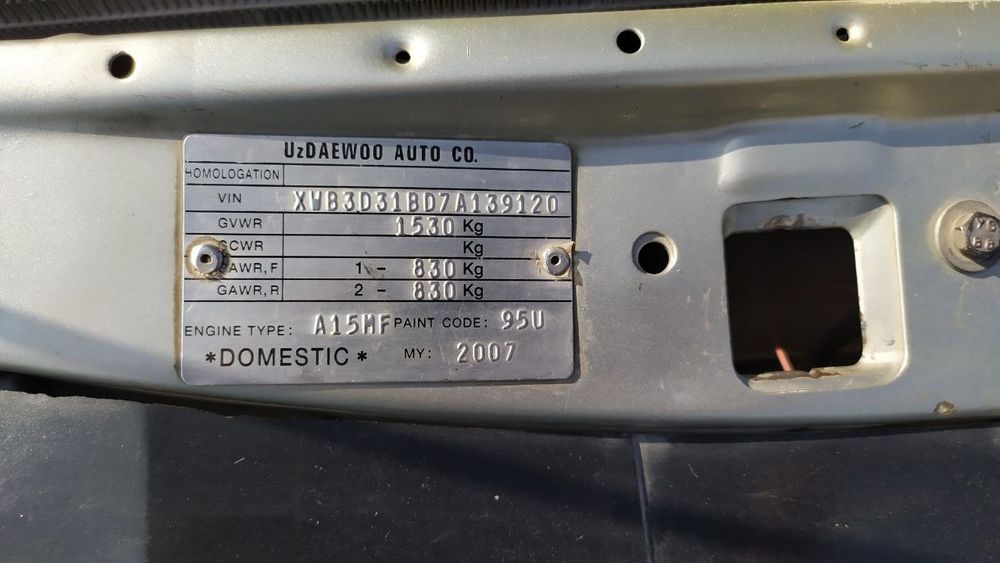 UzDAEWOO AUTO CO.
HOMOLOGATION
VIN XWB3D31BD7A139120
GVWR 1530 Kg
GCWR Kg
GAWR, F 1 - 830 Kg
GAWR, R 2 - 830 Kg
ENGINE TYPE: A15MF PAINT CODE: 95U
*DOMESTIC* MY: 2007